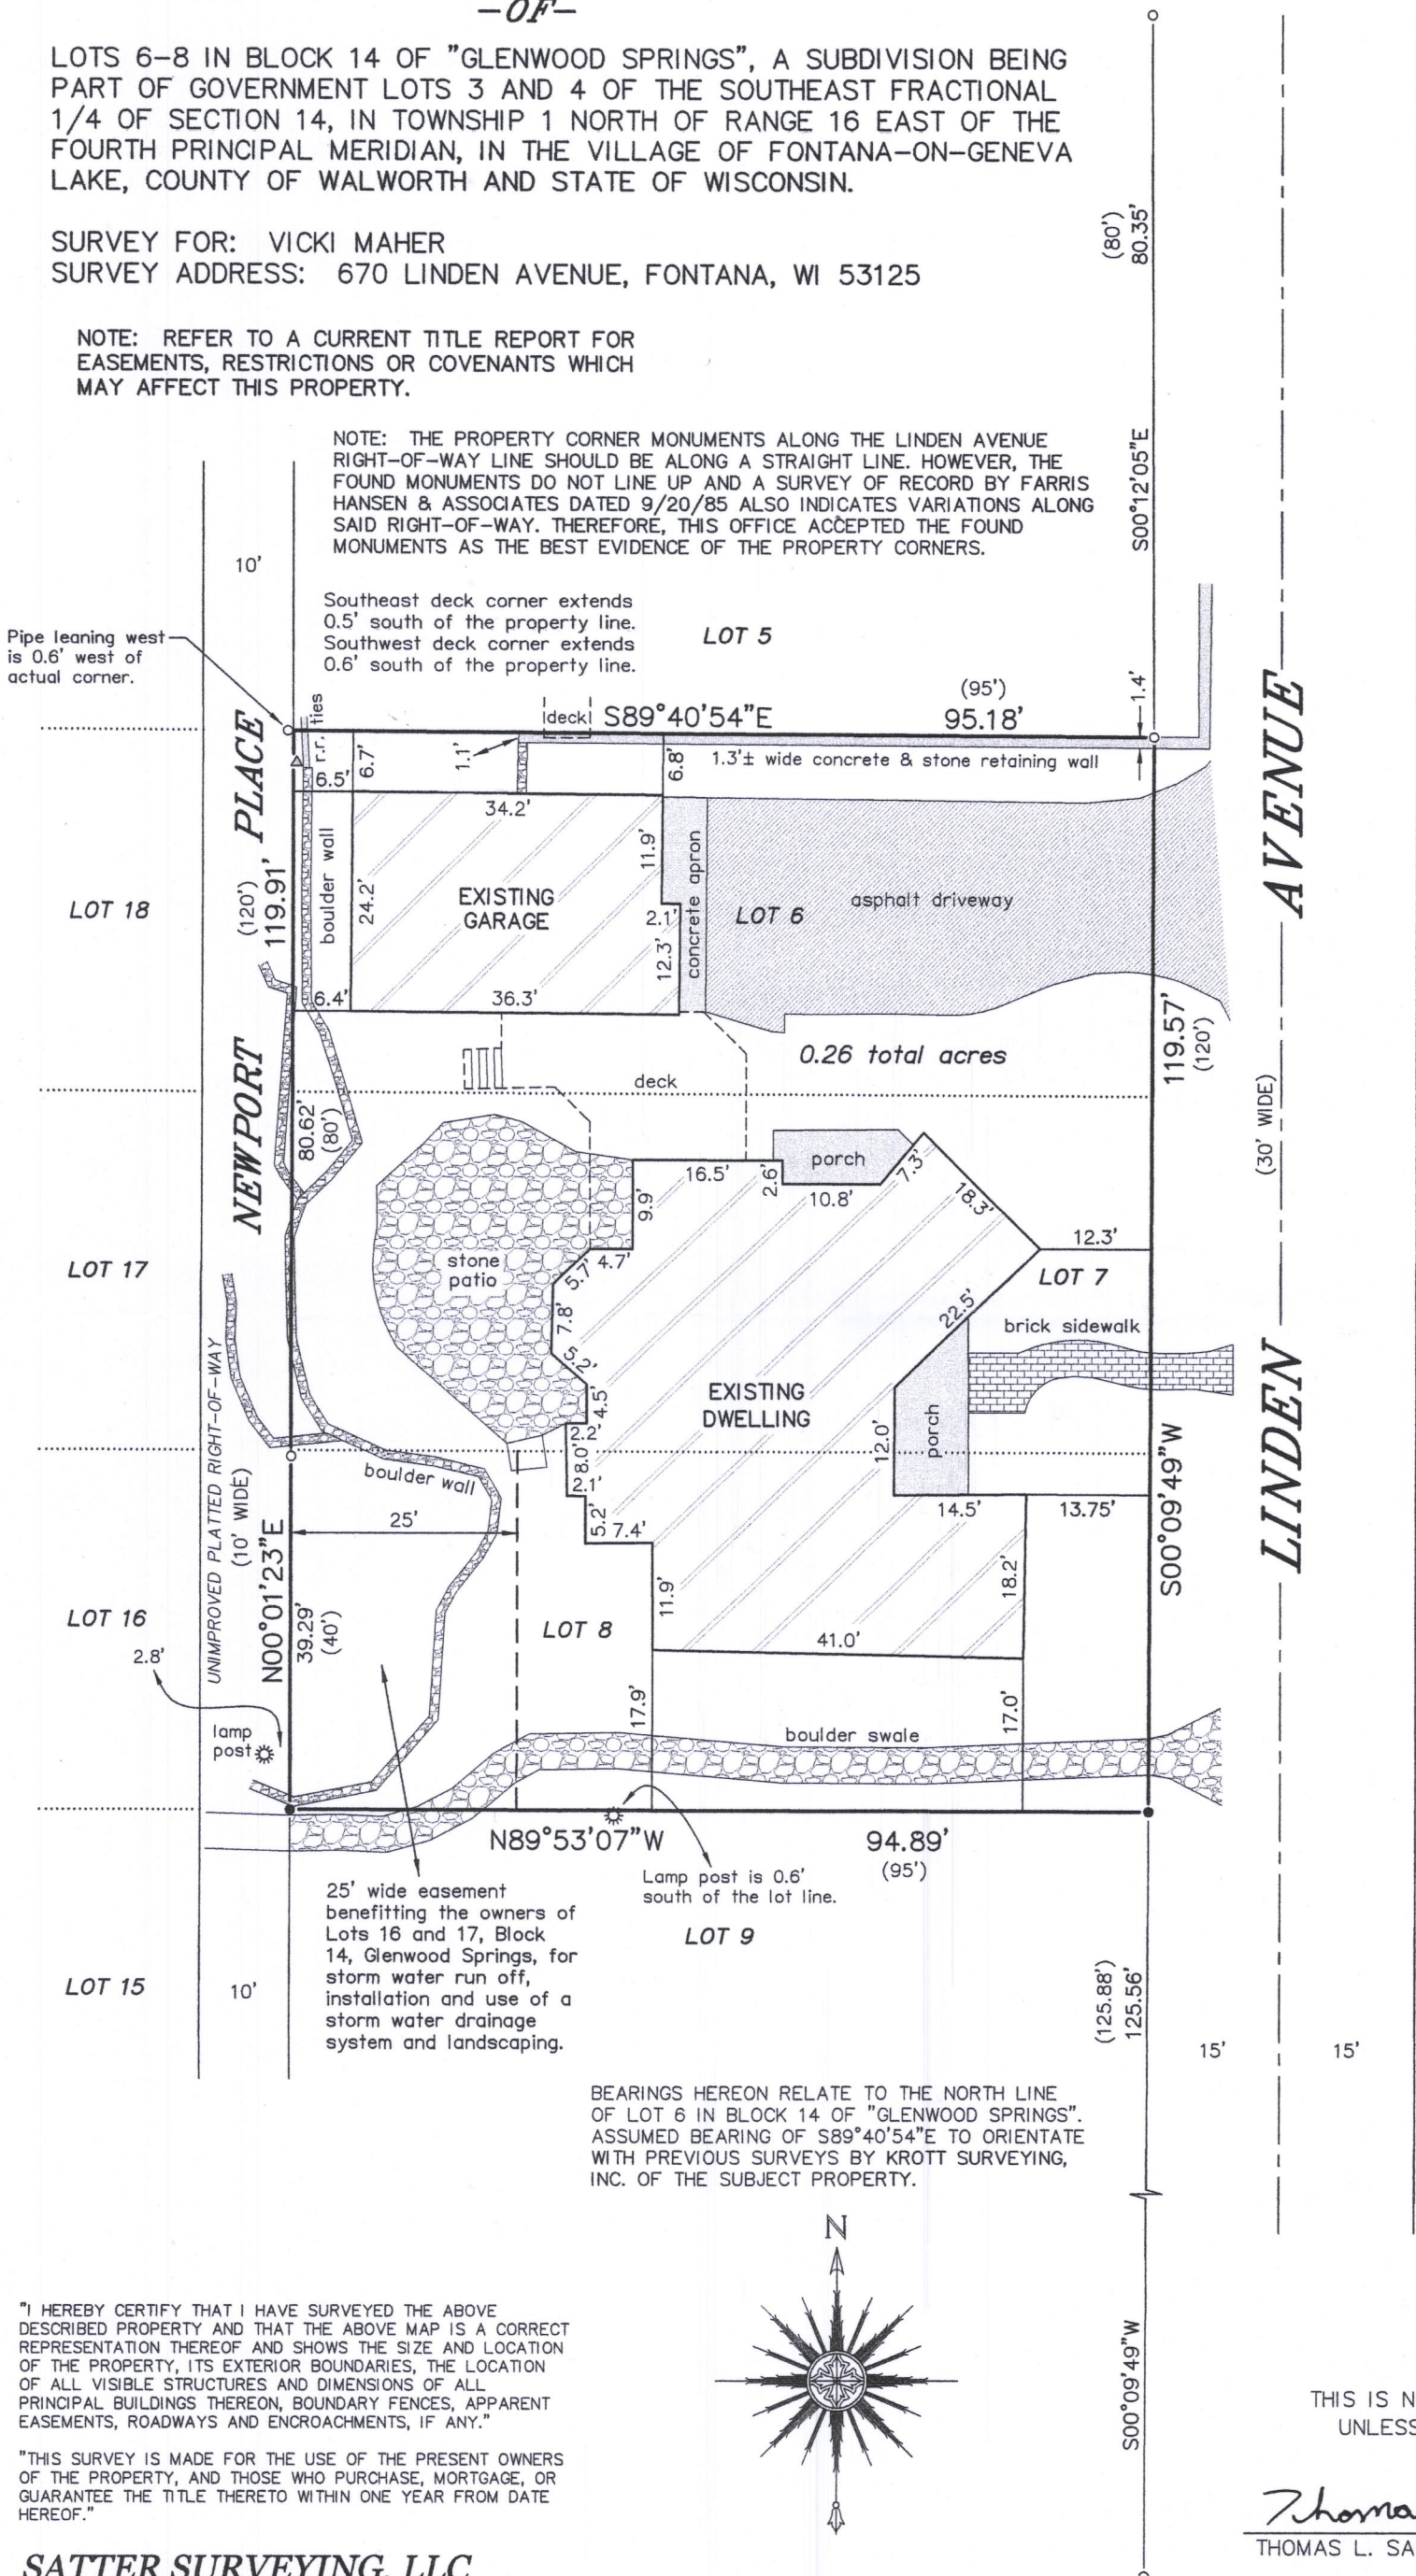 -OF-
LOTS 6-8 IN BLOCK 14 OF "GLENWOOD SPRINGS", A SUBDIVISION BEING
PART OF GOVERNMENT LOTS 3 AND 4 OF THE SOUTHEAST FRACTIONAL
1/4 OF SECTION 14, IN TOWNSHIP 1 NORTH OF RANGE 16 EAST OF THE
FOURTH PRINCIPAL MERIDIAN, IN THE VILLAGE OF FONTANA-ON-GENEVA
LAKE, COUNTY OF WALWORTH AND STATE OF WISCONSIN.
SURVEY FOR: VICKI MAHER
SURVEY ADDRESS: 670 LINDEN AVENUE, FONTANA, WI 53125
(80')
80.35'
NOTE: REFER TO A CURRENT TITLE REPORT FOR
EASEMENTS, RESTRICTIONS OR COVENANTS WHICH
MAY AFFECT THIS PROPERTY.
NOTE: THE PROPERTY CORNER MONUMENTS ALONG THE LINDEN AVENUE
RIGHT-OF-WAY LINE SHOULD BE ALONG A STRAIGHT LINE. HOWEVER, THE
FOUND MONUMENTS DO NOT LINE UP AND A SURVEY OF RECORD BY FARRIS
HANSEN & ASSOCIATES DATED 9/20/85 ALSO INDICATES VARIATIONS ALONG
SAID RIGHT-OF-WAY. THEREFORE, THIS OFFICE ACCEPTED THE FOUND
MONUMENTS AS THE BEST EVIDENCE OF THE PROPERTY CORNERS.
S00°12'05"E
10'
Southeast deck corner extends
0.5' south of the property line.
Southwest deck corner extends
0.6' south of the property line.
LOT 5
Pipe leaning west
is 0.6' west of
actual corner.
(95')
1.4'
deck
S89°40'54"E
95.18'
r.r. ties
6.7'
1.1'
6.8'
1.3'± wide concrete & stone retaining wall
6.5'
34.2'
NEWPORT PLACE
LINDEN AVENUE
LOT 18
(120')
119.91'
boulder wall
24.2'
EXISTING
GARAGE
11.9'
2.1'
12.3'
concrete apron
LOT 6
asphalt driveway
6.4'
36.3'
119.57'
(120')
0.26 total acres
deck
80.62'
(80')
(30' WIDE)
porch
16.5'
2.6'
10.8'
7.3'
18.3'
9.9'
12.3'
LOT 17
stone
patio
4.7'
5.7'
7.8'
LOT 7
22.5'
brick sidewalk
5.2'
4.5'
EXISTING
DWELLING
porch
12.0'
2.2'
8.0'
2.1'
UNIMPROVED PLATTED RIGHT-OF-WAY
(10' WIDE)
boulder wall
25'
5.2'
7.4'
14.5'
13.75'
S00°09'49"W
N00°01'23"E
39.29'
(40')
LOT 16
2.8'
LOT 8
11.9'
18.2'
41.0'
17.9'
17.0'
lamp
post
boulder swale
N89°53'07"W
94.89'
(95')
Lamp post is 0.6'
south of the lot line.
25' wide easement
benefitting the owners of
Lots 16 and 17, Block
14, Glenwood Springs, for
storm water run off,
installation and use of a
storm water drainage
system and landscaping.
LOT 9
LOT 15
10'
(125.88')
125.56'
15'
15'
BEARINGS HEREON RELATE TO THE NORTH LINE
OF LOT 6 IN BLOCK 14 OF "GLENWOOD SPRINGS".
ASSUMED BEARING OF S89°40'54"E TO ORIENTATE
WITH PREVIOUS SURVEYS BY KROTT SURVEYING,
INC. OF THE SUBJECT PROPERTY.
N
"I HEREBY CERTIFY THAT I HAVE SURVEYED THE ABOVE
DESCRIBED PROPERTY AND THAT THE ABOVE MAP IS A CORRECT
REPRESENTATION THEREOF AND SHOWS THE SIZE AND LOCATION
OF THE PROPERTY, ITS EXTERIOR BOUNDARIES, THE LOCATION
OF ALL VISIBLE STRUCTURES AND DIMENSIONS OF ALL
PRINCIPAL BUILDINGS THEREON, BOUNDARY FENCES, APPARENT
EASEMENTS, ROADWAYS AND ENCROACHMENTS, IF ANY."
"THIS SURVEY IS MADE FOR THE USE OF THE PRESENT OWNERS
OF THE PROPERTY, AND THOSE WHO PURCHASE, MORTGAGE, OR
GUARANTEE THE TITLE THERETO WITHIN ONE YEAR FROM DATE
HEREOF."
S00°09'49"W
THIS IS N
UNLESS
Thoma
THOMAS L. SA
SATTER SURVEYING, LLC